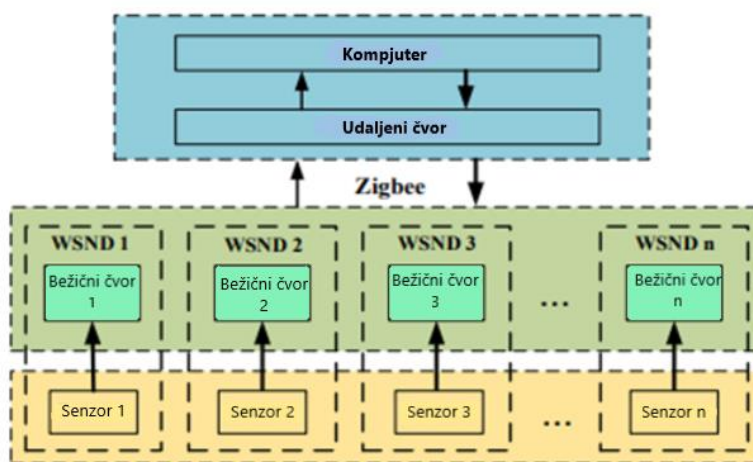 Kompjuter
Udaljeni čvor
Zigbee
WSND 1
WSND 2
WSND 3
WSND n
Bežični čvor
1
Bežični čvor
2
Bežični čvor
3
...
Bežični čvor
n
Senzor 1
Senzor 2
Senzor 3
...
Senzor n